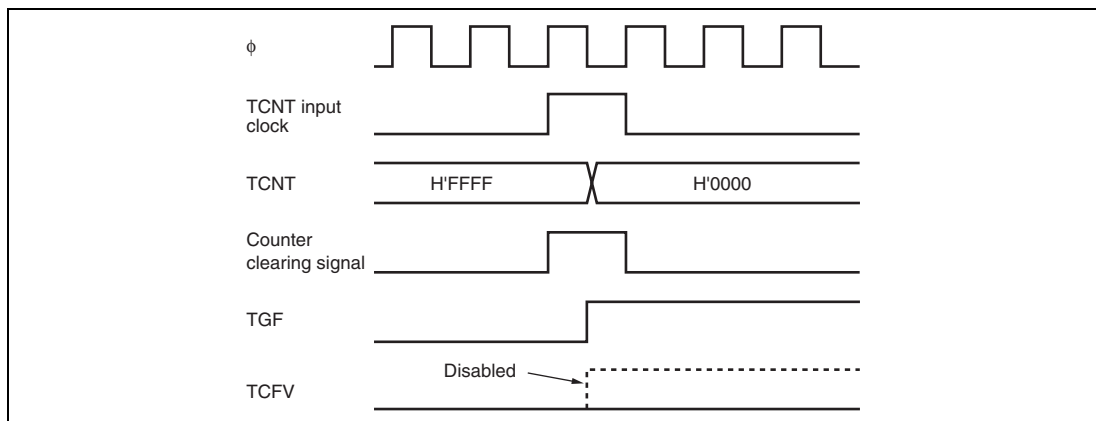 ϕ
TCNT input
clock
TCNT
H'FFFF
H'0000
Counter
clearing signal
TGF
Disabled
TCFV